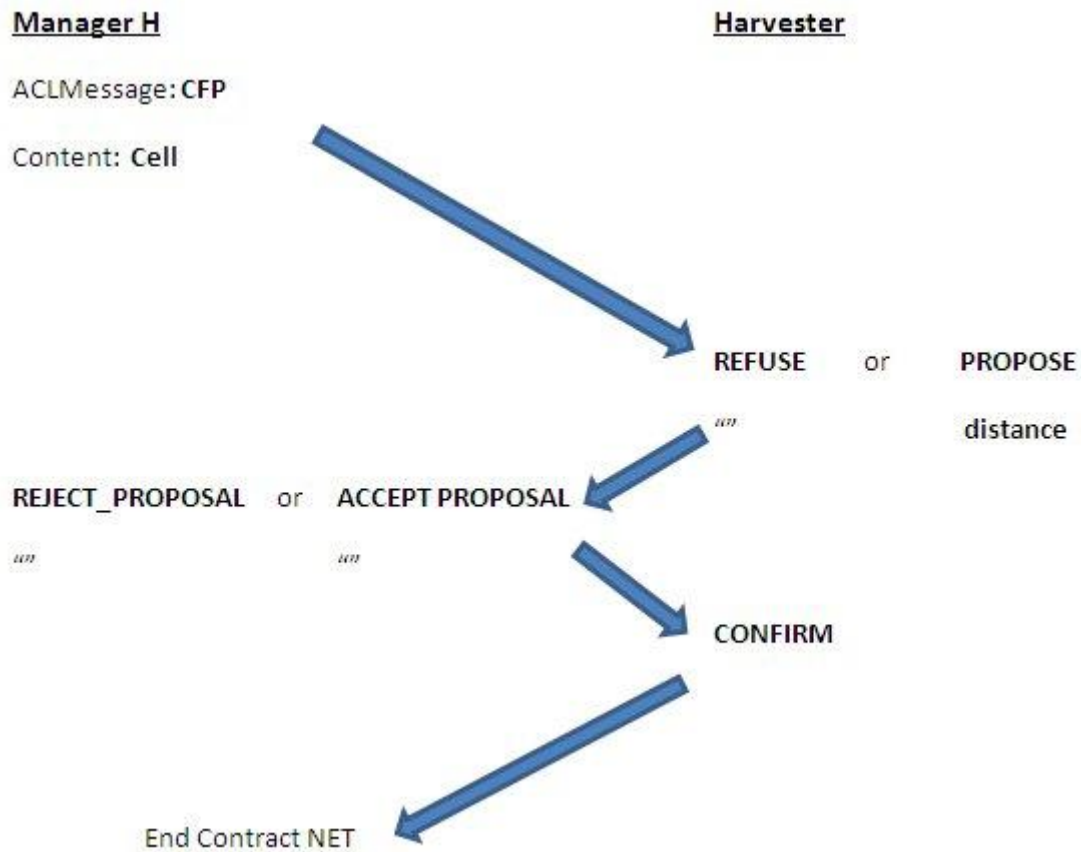 Manager H Harvester
ACLMessage: CFP
Content: Cell
REFUSE or PROPOSE
“” distance
REJECT_PROPOSAL or ACCEPT PROPOSAL
“” “”
CONFIRM
End Contract NET